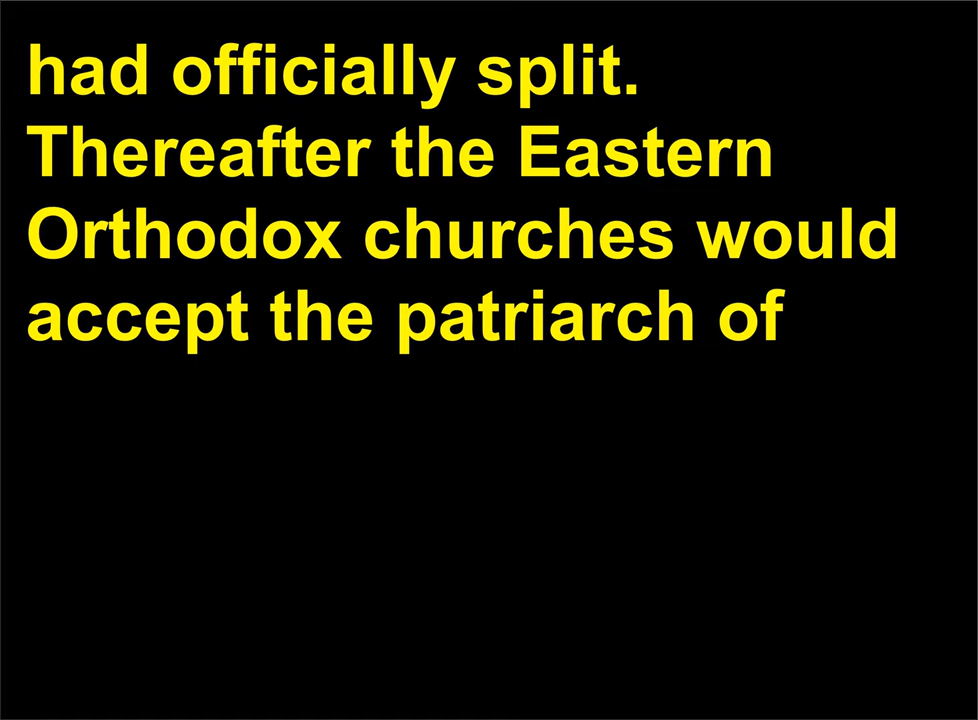 had officially split.
Thereafter the Eastern
Orthodox churches would
accept the patriarch of